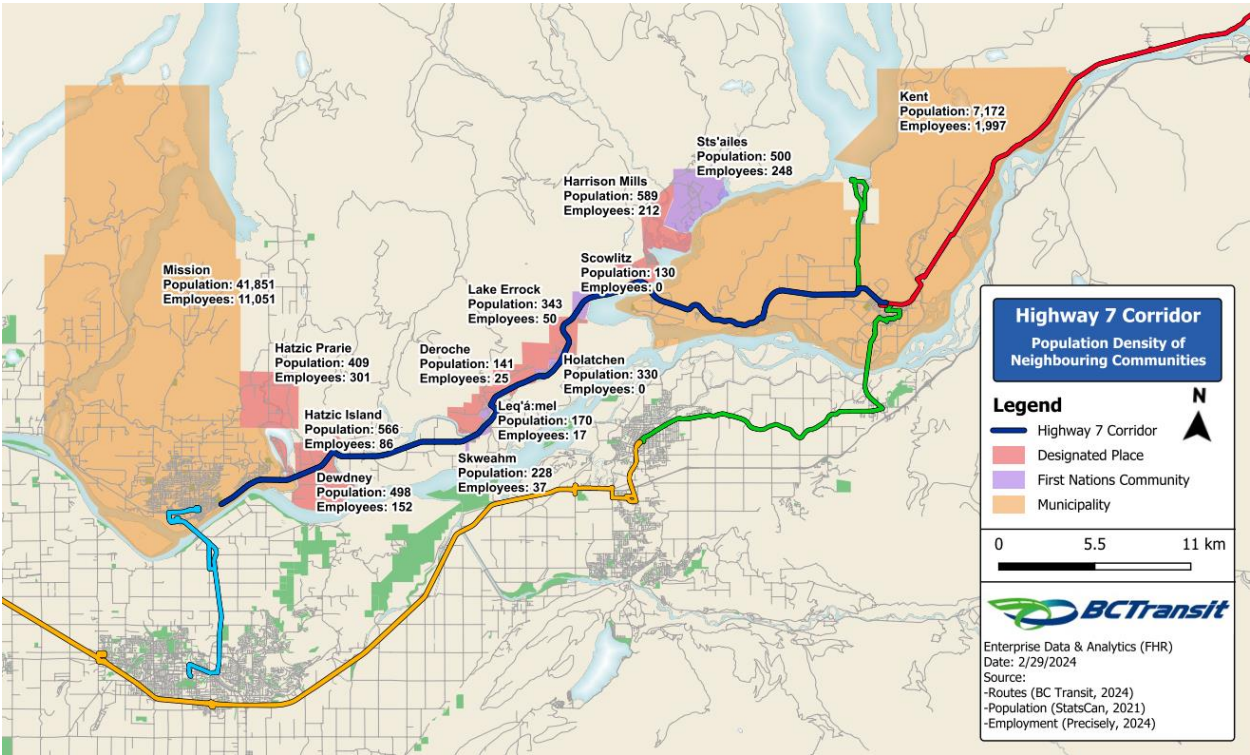 Kent
Population: 7,172
Employees: 1,997
Sts'ailes
Population: 500
Employees: 248
Harrison Mills
Population: 589
Employees: 212
Scowlitz
Population: 130
Employees: 0
Mission
Population: 41,851
Employees: 11,051
Lake Errock
Population: 343
Employees: 50
Hatzic Prarie
Population: 409
Employees: 301
Deroche
Population: 141
Employees: 25
Holatchen
Population: 330
Employees: 0
Hatzic Island
Population: 566
Employees: 86
Leq'á:mel
Population: 170
Employees: 17
Skweahm
Population: 228
Employees: 37
Dewdney
Population: 498
Employees: 152
Highway 7 Corridor
Population Density of
Neighbouring Communities
N
Legend
Highway 7 Corridor
Designated Place
First Nations Community
Municipality
0 5.5 11 km
BCTransit
Enterprise Data & Analytics (FHR)
Date: 2/29/2024
Source:
-Routes (BC Transit, 2024)
-Population (StatsCan, 2021)
-Employment (Precisely, 2024)